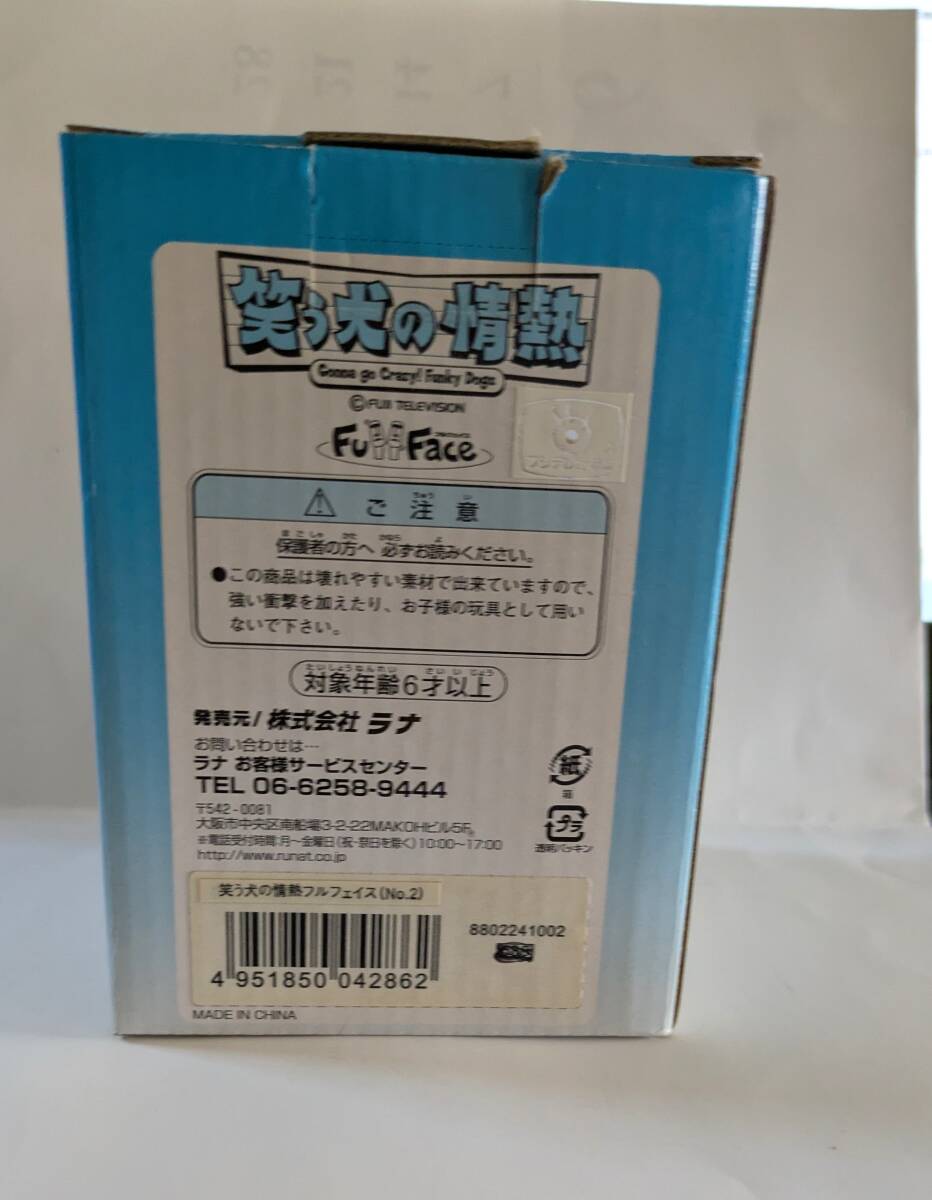 笑う犬の情熱
Gonna go Crazy! Funky Dogs
©FUJI TELEVISION
Full Face
⚠ ご注意
保護者の方へ 必ずお読みください。
●この商品は壊れやすい素材で出来ていますので、
強い衝撃を加えたり、お子様の玩具として用い
ないで下さい。
対象年齢6才以上
発売元/株式会社 ラナ
お問い合わせは…
ラナ お客様サービスセンター
TEL 06-6258-9444
〒542-0081
大阪市中央区南船場3-2-22MAKOHIビル5F。
※電話受付時間:月〜金曜日(祝・祭日を除く)10:00〜17:00
http://www.runat.co.jp
紙
箱
プラ
透明パッキン
笑う犬の情熱フルフェイス(No.2)
8802241002
4 951850 042862
MADE IN CHINA